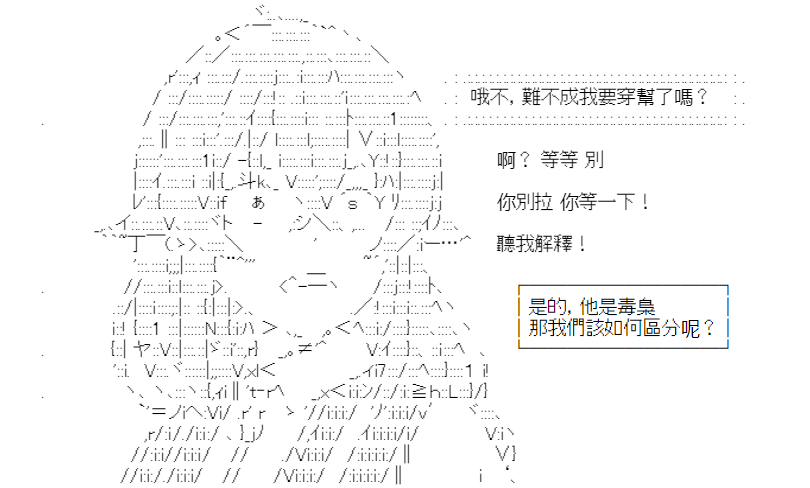 哦不，難不成我要穿幫了嗎？
啊？ 等等 別
你別拉 你等一下！
聽我解釋！
是的，他是毒梟
那我們該如何區分呢？